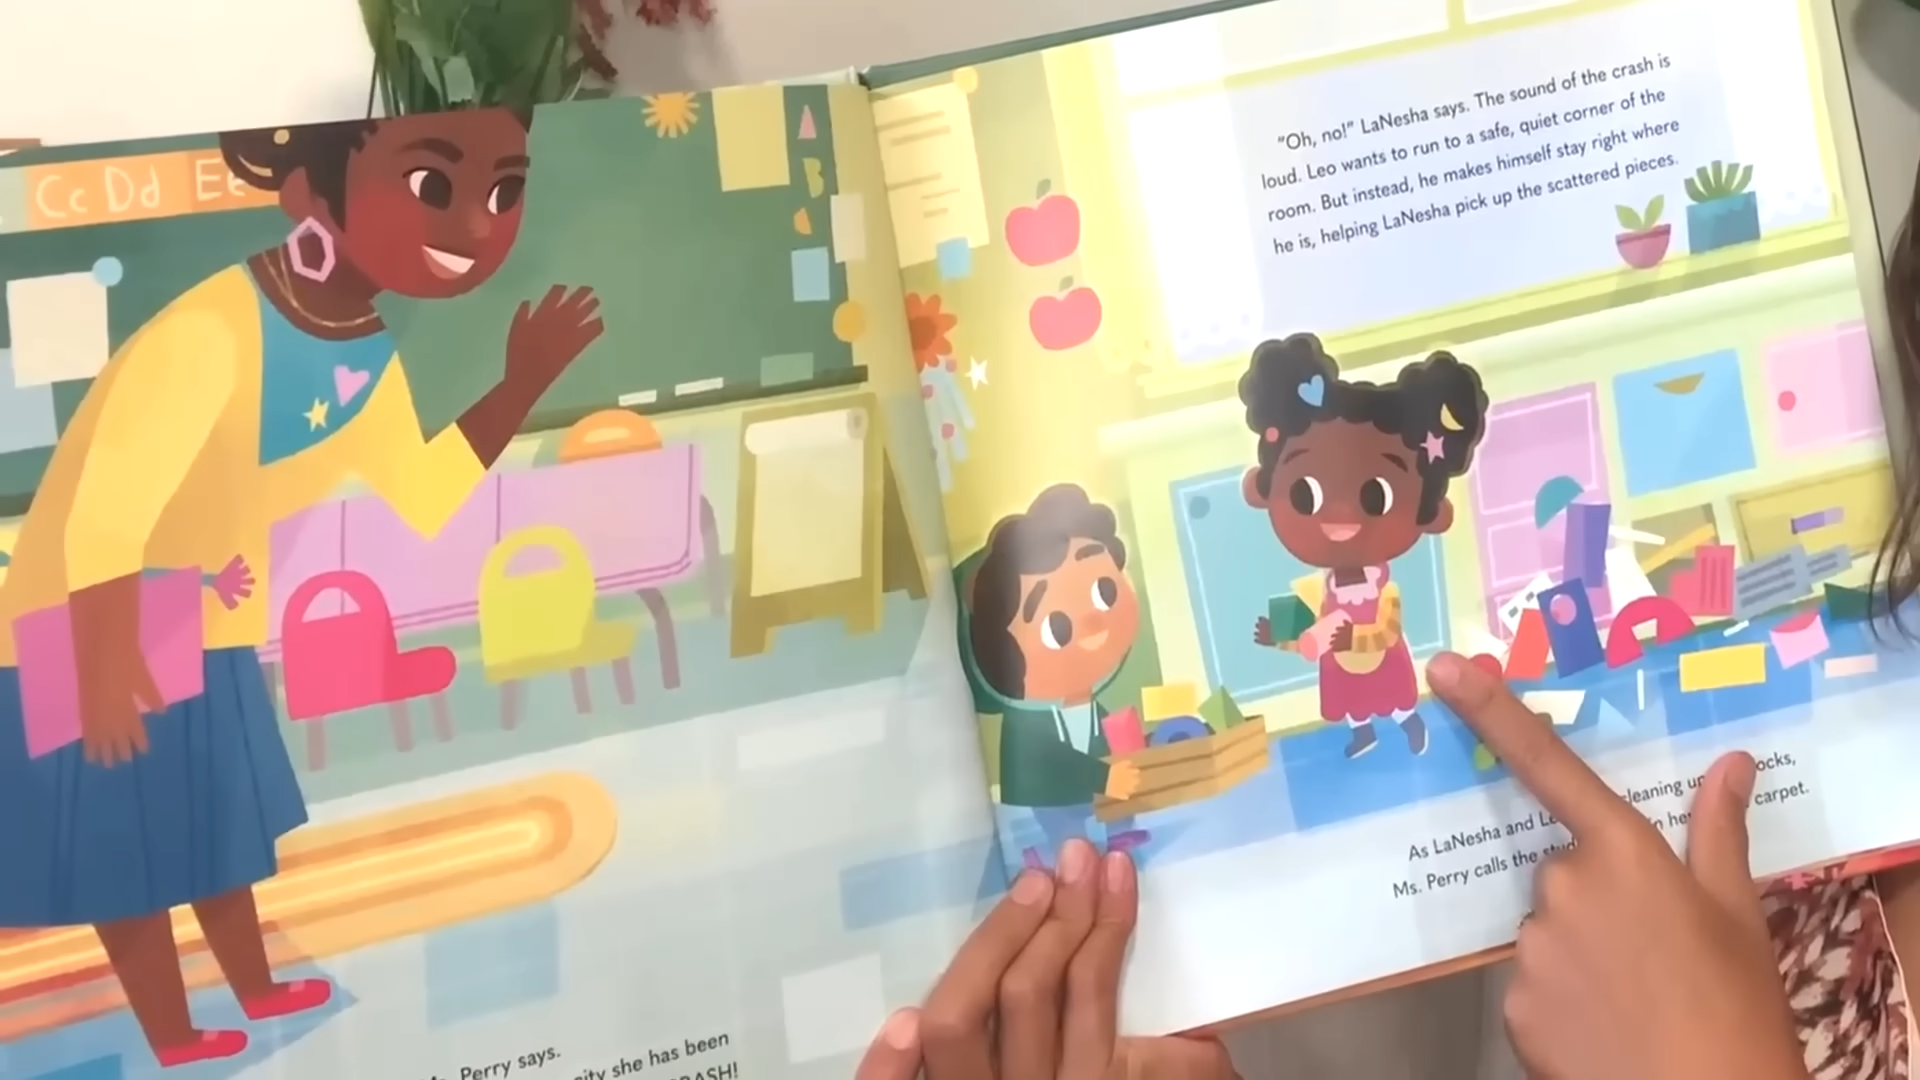 Cc Dd Ee
Perry says.
city she has been
"Oh, no!" LaNesha says. The sound of the crash is
loud. Leo wants to run to a safe, quiet corner of the
room. But instead, he makes himself stay right where
he is, helping LaNesha pick up the scattered pieces.
As LaNesha and cleaning
Ms. Perry calls the carpet.